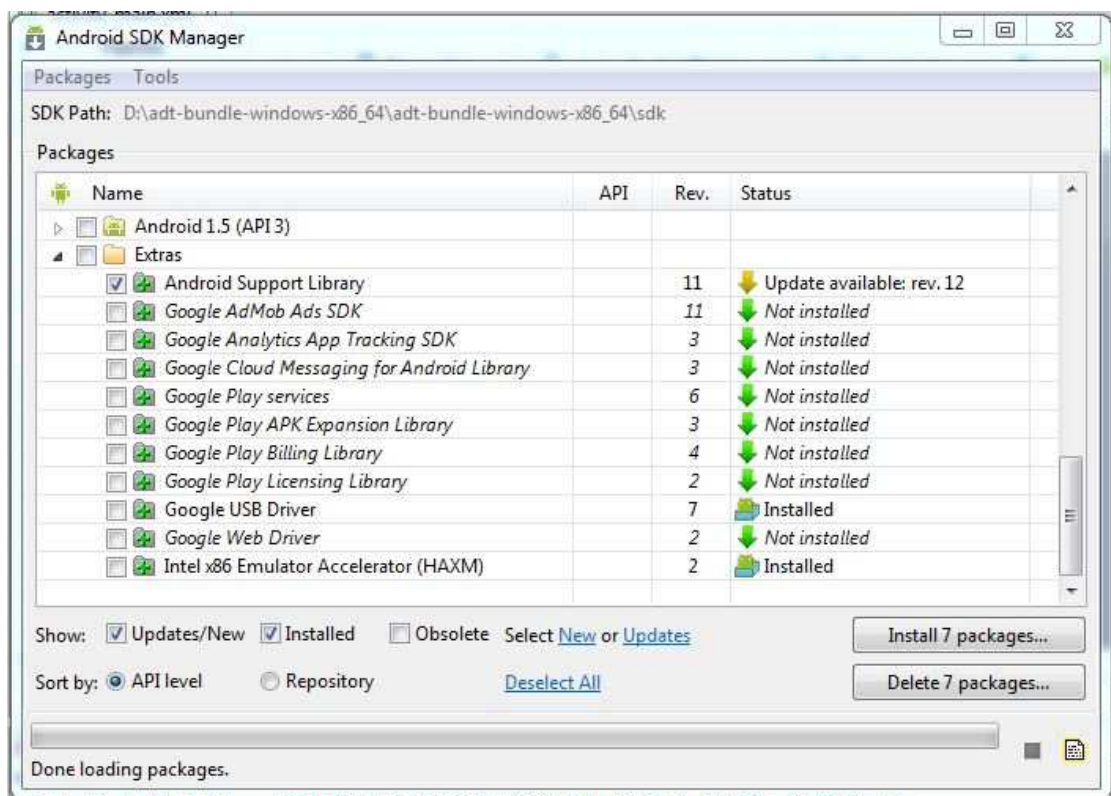 Android SDK Manager
Packages Tools
SDK Path: D:\adt-bundle-windows-x86_64\adt-bundle-windows-x86_64\sdk
Packages
Name API Rev. Status
Android 1.5 (API 3)
Extras
Android Support Library 11 Update available: rev. 12
Google AdMob Ads SDK 11 Not installed
Google Analytics App Tracking SDK 3 Not installed
Google Cloud Messaging for Android Library 3 Not installed
Google Play services 6 Not installed
Google Play APK Expansion Library 3 Not installed
Google Play Billing Library 4 Not installed
Google Play Licensing Library 2 Not installed
Google USB Driver 7 Installed
Google Web Driver 2 Not installed
Intel x86 Emulator Accelerator (HAXM) 2 Installed
Show: Updates/New Installed Obsolete Select New or Updates Install 7 packages...
Sort by: API level Repository Deselect All Delete 7 packages...
Done loading packages.